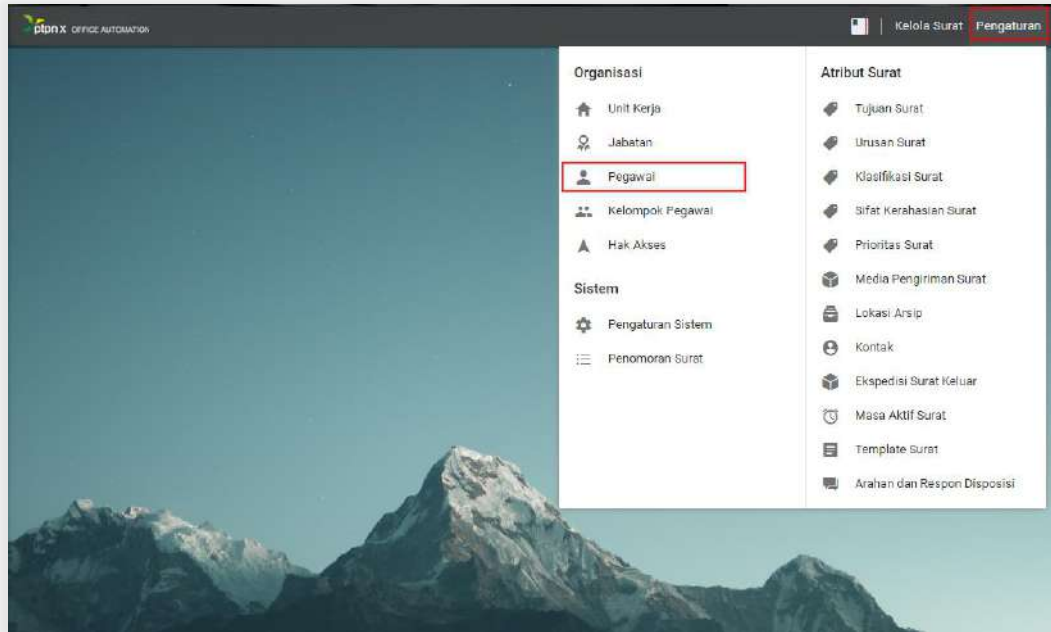 ptpn x OFFICE AUTOMATION
Kelola Surat
Pengaturan
Organisasi
Unit Kerja
Jabatan
Pegawai
Kelompok Pegawai
Hak Akses
Sistem
Pengaturan Sistem
Penomoran Surat
Atribut Surat
Tujuan Surat
Urusan Surat
Klasifikasi Surat
Sifat Kerahasian Surat
Prioritas Surat
Media Pengiriman Surat
Lokasi Arsip
Kontak
Ekspedisi Surat Keluar
Masa Aktif Surat
Template Surat
Arahan dan Respon Disposisi